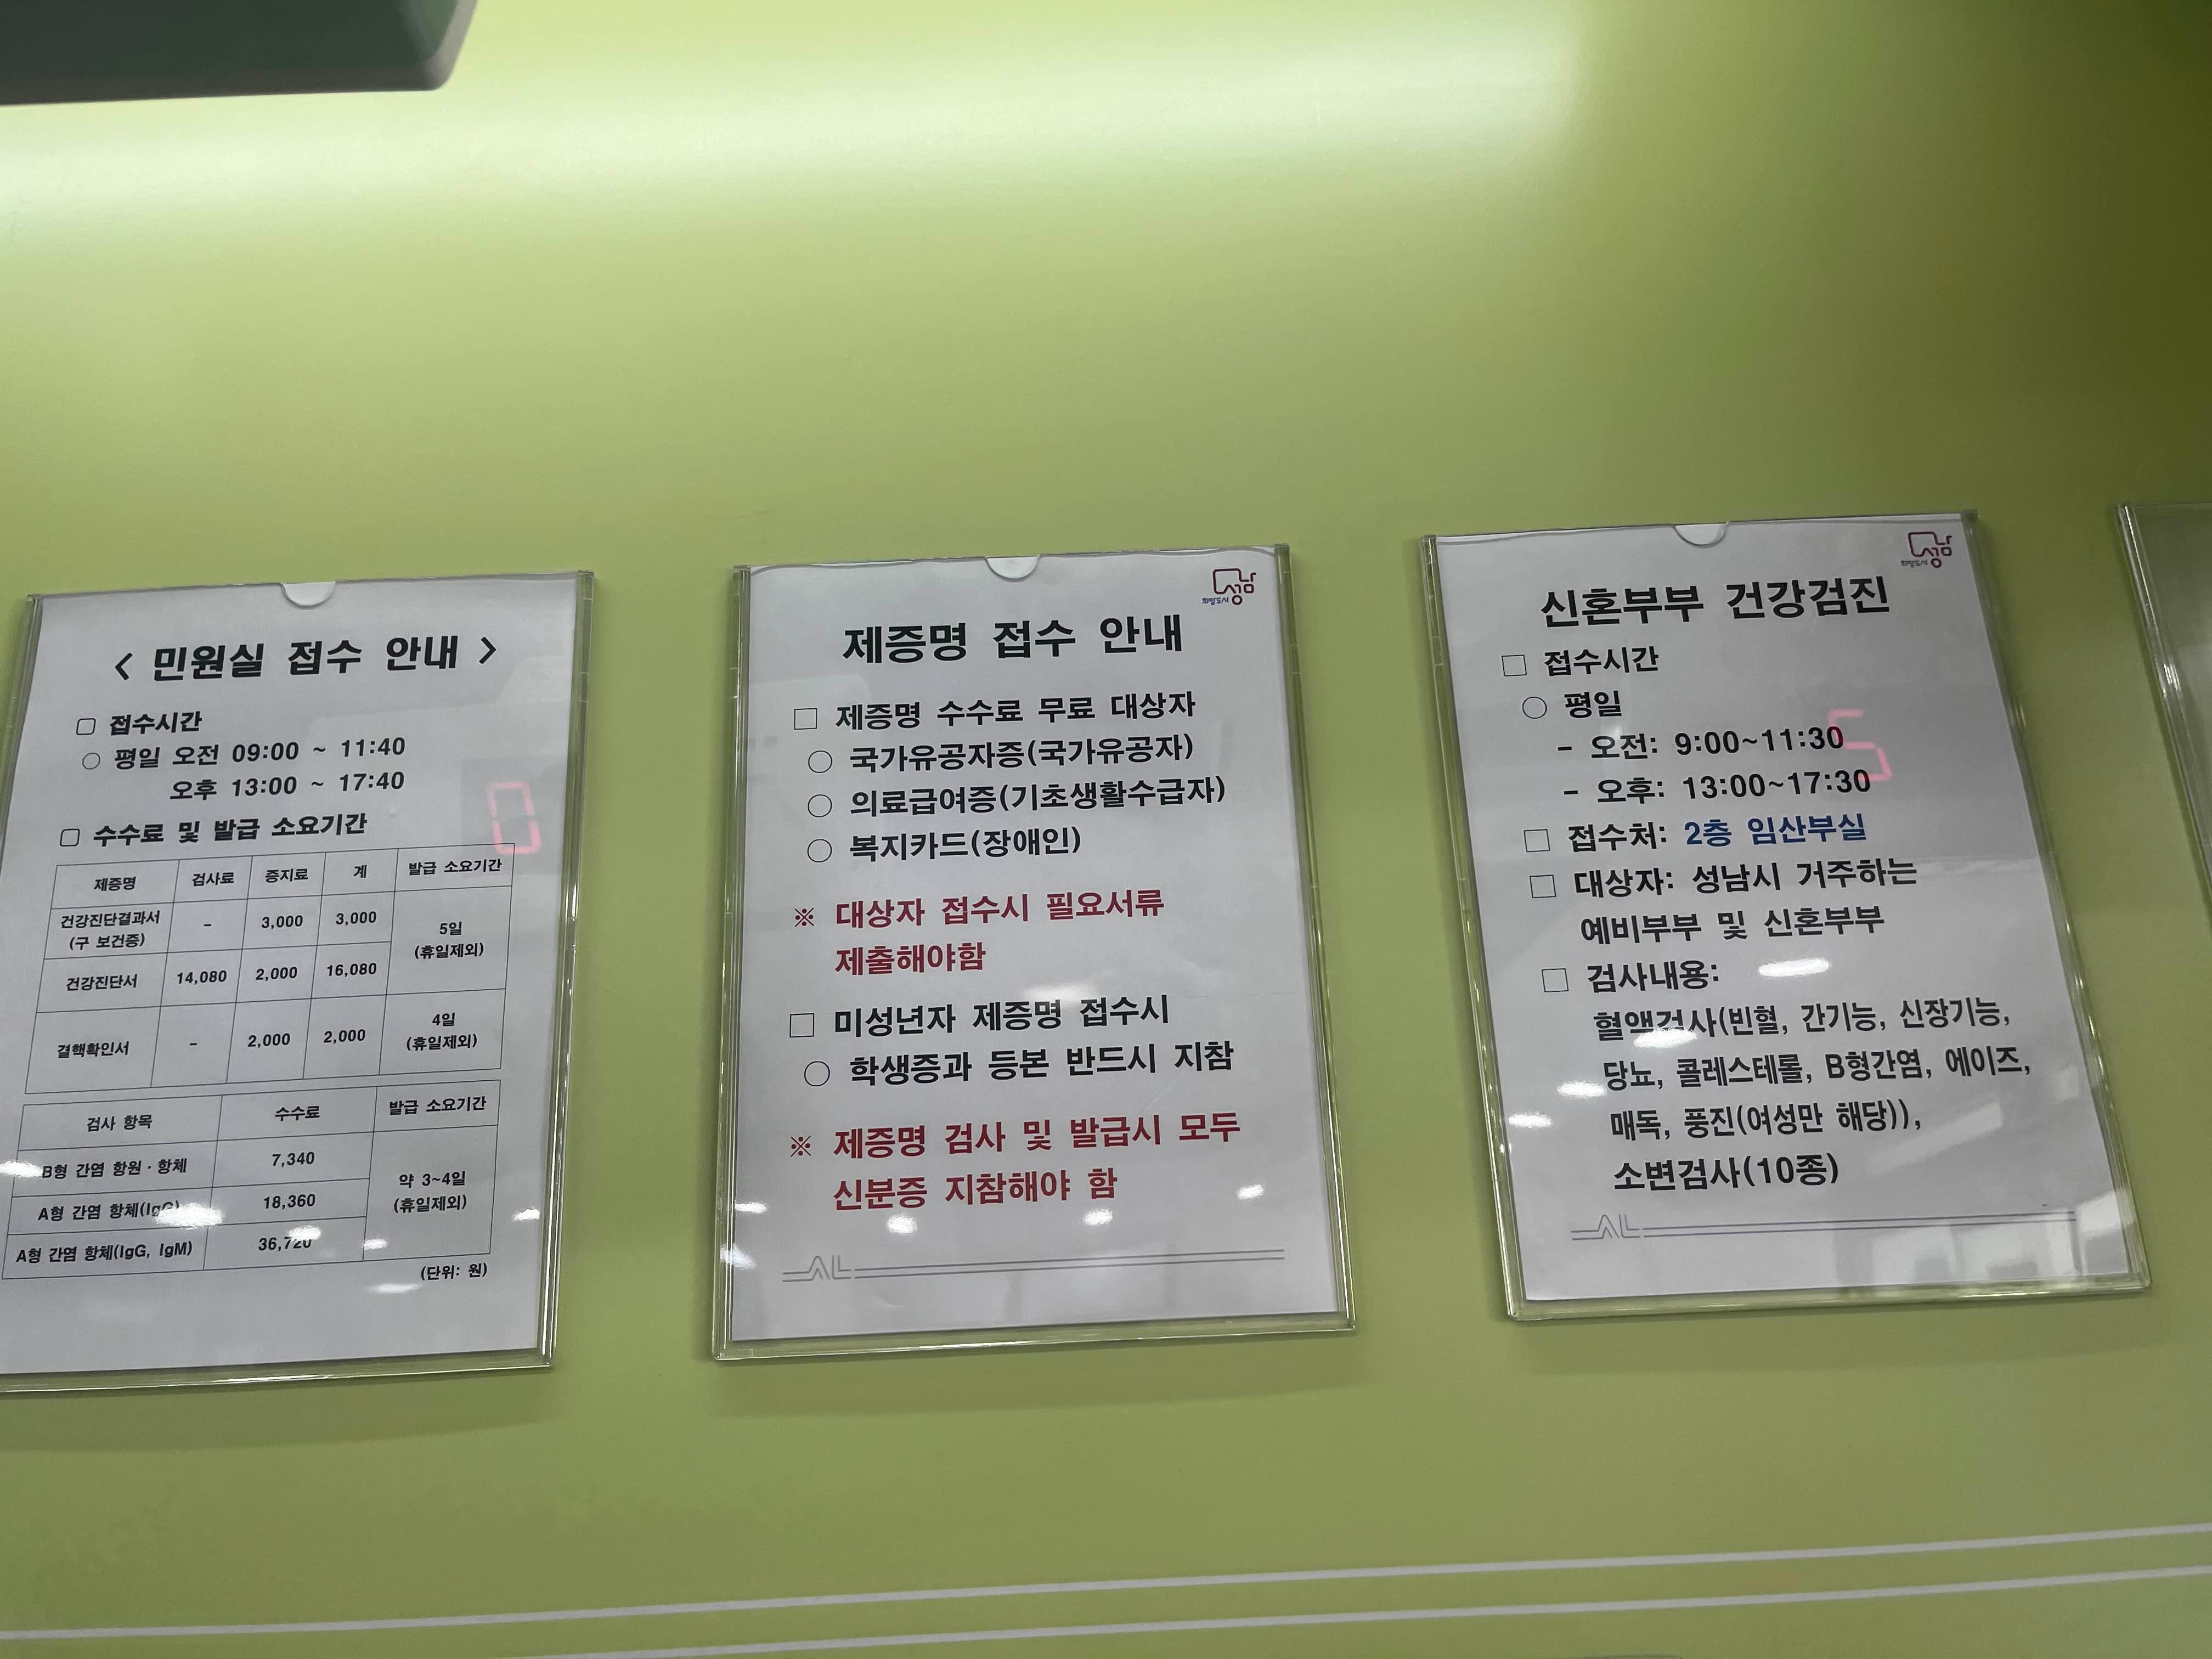 < 민원실 접수 안내 >
▢ 접수시간
○ 평일 오전 09:00 ~ 11:40
오후 13:00 ~ 17:40
▢ 수수료 및 발급 소요기간
제증명 검사료 증지료 계 발급 소요기간
건강진단결과서 (구 보건증) - 3,000 3,000 5일 (휴일제외)
건강진단서 14,080 2,000 16,080
결핵확인서 - 2,000 2,000 4일 (휴일제외)
검사 항목 수수료 발급 소요기간
B형 간염 항원·항체 7,340 약 3~4일 (휴일제외)
A형 간염 항체(IgG) 18,360
A형 간염 항체(IgG, IgM) 36,720
(단위: 원)
희망도시 성남
제증명 접수 안내
□ 제증명 수수료 무료 대상자
○ 국가유공자증(국가유공자)
○ 의료급여증(기초생활수급자)
○ 복지카드(장애인)
※ 대상자 접수시 필요서류
제출해야함
□ 미성년자 제증명 접수시
○ 학생증과 등본 반드시 지참
※ 제증명 검사 및 발급시 모두
신분증 지참해야 함
희망도시 성남
신혼부부 건강검진
□ 접수시간
○ 평일
- 오전: 9:00~11:30
- 오후: 13:00~17:30
□ 접수처: 2층 임산부실
□ 대상자: 성남시 거주하는
예비부부 및 신혼부부
□ 검사내용:
혈액검사(빈혈, 간기능, 신장기능,
당뇨, 콜레스테롤, B형간염, 에이즈,
매독, 풍진(여성만 해당)),
소변검사(10종)